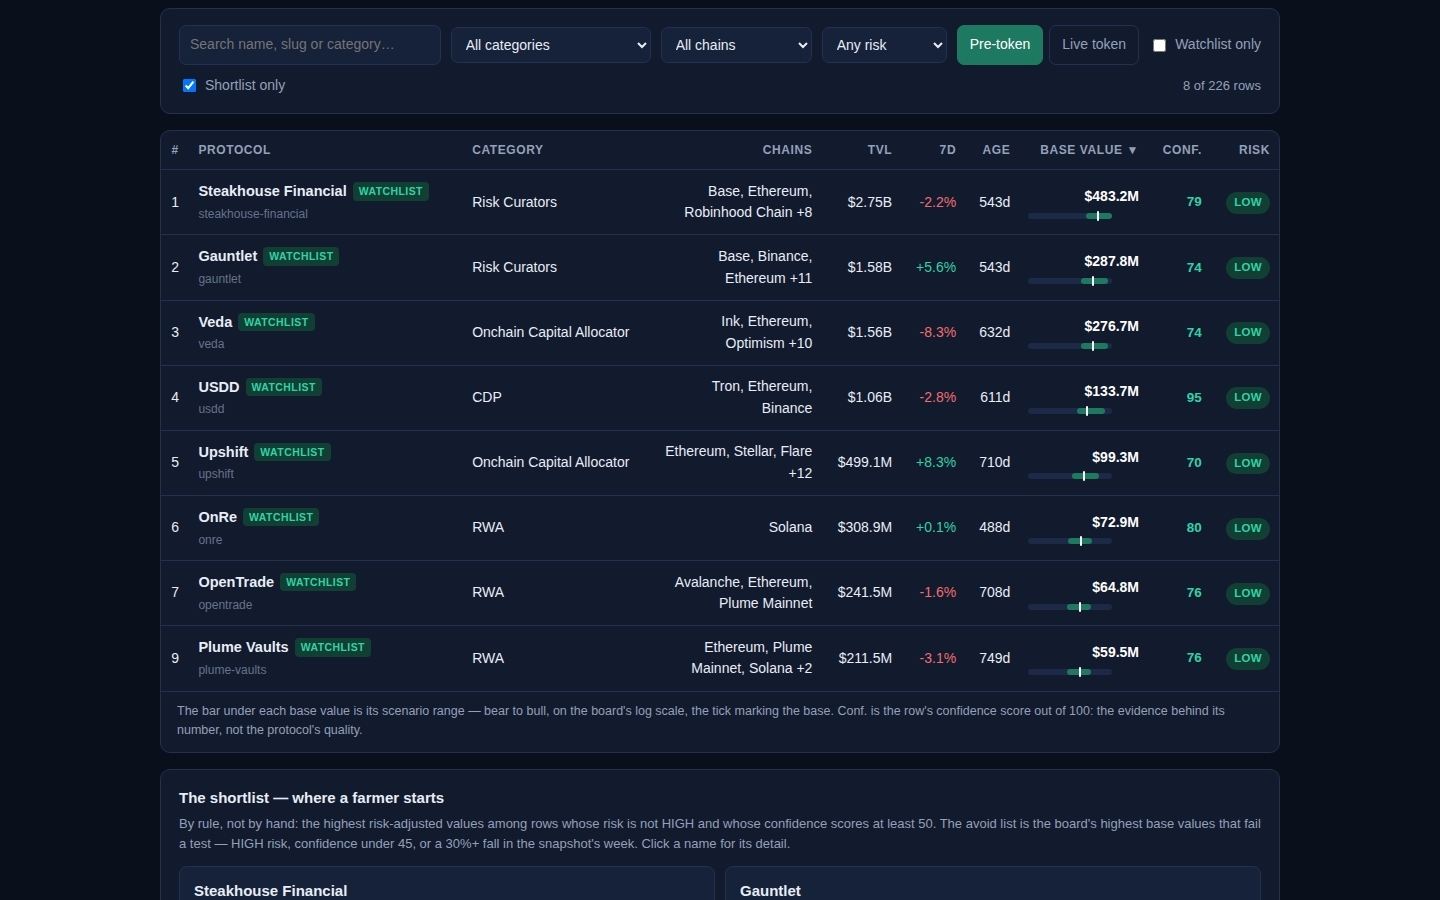 Search name, slug or category…
All categories
All chains
Any risk
Pre-token
Live token
Watchlist only
Shortlist only
8 of 226 rows
# PROTOCOL CATEGORY CHAINS TVL 7D AGE BASE VALUE ▼ CONF. RISK
1 Steakhouse Financial WATCHLIST steakhouse-financial Risk Curators Base, Ethereum, Robinhood Chain +8 $2.75B -2.2% 543d $483.2M 79 LOW
2 Gauntlet WATCHLIST gauntlet Risk Curators Base, Binance, Ethereum +11 $1.58B +5.6% 543d $287.8M 74 LOW
3 Veda WATCHLIST veda Onchain Capital Allocator Ink, Ethereum, Optimism +10 $1.56B -8.3% 632d $276.7M 74 LOW
4 USDD WATCHLIST usdd CDP Tron, Ethereum, Binance $1.06B -2.8% 611d $133.7M 95 LOW
5 Upshift WATCHLIST upshift Onchain Capital Allocator Ethereum, Stellar, Flare +12 $499.1M +8.3% 710d $99.3M 70 LOW
6 OnRe WATCHLIST onre RWA Solana $308.9M +0.1% 488d $72.9M 80 LOW
7 OpenTrade WATCHLIST opentrade RWA Avalanche, Ethereum, Plume Mainnet $241.5M -1.6% 708d $64.8M 76 LOW
9 Plume Vaults WATCHLIST plume-vaults RWA Ethereum, Plume Mainnet, Solana +2 $211.5M -3.1% 749d $59.5M 76 LOW
The bar under each base value is its scenario range — bear to bull, on the board's log scale, the tick marking the base. Conf. is the row's confidence score out of 100: the evidence behind its
number, not the protocol's quality.
The shortlist — where a farmer starts
By rule, not by hand: the highest risk-adjusted values among rows whose risk is not HIGH and whose confidence scores at least 50. The avoid list is the board's highest base values that fail
a test — HIGH risk, confidence under 45, or a 30%+ fall in the snapshot's week. Click a name for its detail.
Steakhouse Financial
Gauntlet